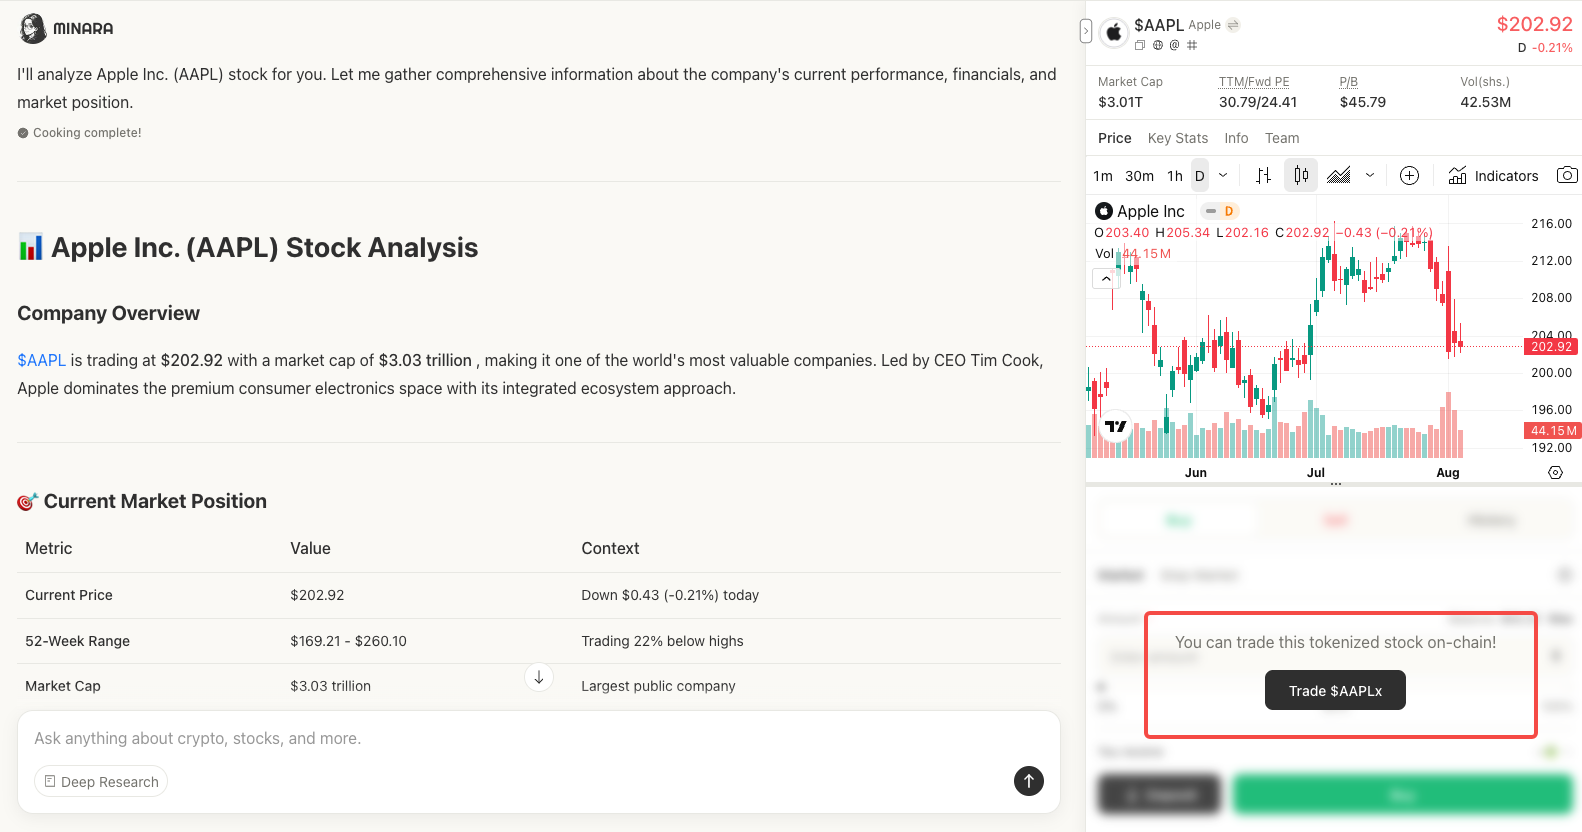 MINARA
I'll analyze Apple Inc. (AAPL) stock for you. Let me gather comprehensive information about the company's current performance, financials, and
market position.
Cooking complete!
📊 Apple Inc. (AAPL) Stock Analysis
Company Overview
$AAPL is trading at $202.92 with a market cap of $3.03 trillion , making it one of the world's most valuable companies. Led by CEO Tim Cook,
Apple dominates the premium consumer electronics space with its integrated ecosystem approach.
🎯 Current Market Position
Metric Value Context
Current Price $202.92 Down $0.43 (-0.21%) today
52-Week Range $169.21 - $260.10 Trading 22% below highs
Market Cap $3.03 trillion Largest public company
Ask anything about crypto, stocks, and more.
Deep Research
$AAPL Apple
$202.92
D -0.21%
Market Cap TTM/Fwd PE P/B Vol(shs.)
$3.01T 30.79/24.41 $45.79 42.53M
Price Key Stats Info Team
1m 30m 1h D Indicators
Apple Inc D
O203.40 H205.34 L202.16 C202.92 −0.43 (−0.21%)
Vol 44.15M
216.00
212.00
208.00
204.00
202.92
200.00
196.00
44.15M
192.00
Jun Jul Aug
Buy Sell History
Market
You can trade this tokenized stock on-chain!
Trade $AAPLx
Deposit Buy